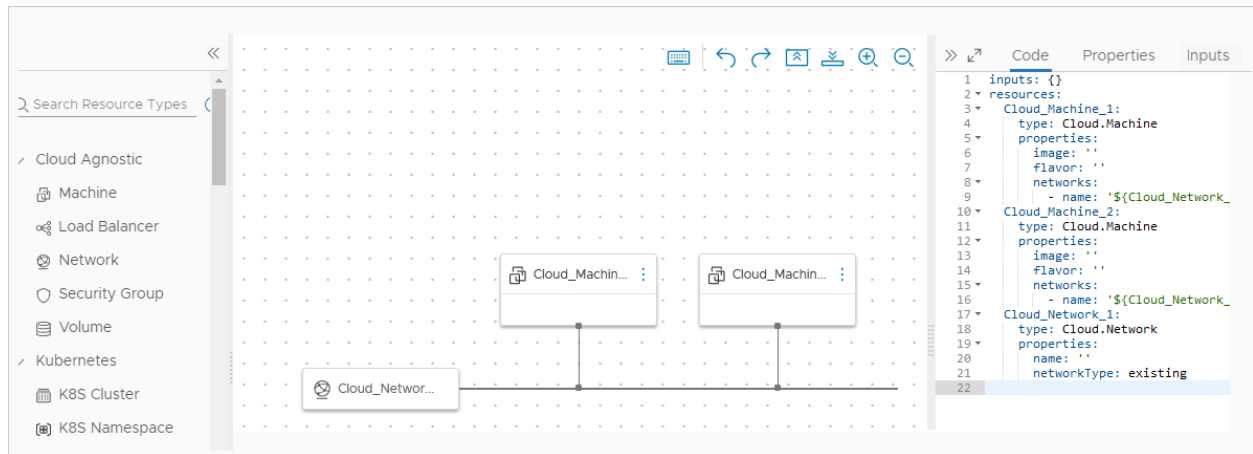 Search Resource Types
Cloud Agnostic
Machine
Load Balancer
Network
Security Group
Volume
Kubernetes
K8S Cluster
K8S Namespace
Cloud_Machin...
Cloud_Machin...
Cloud_Networ...
Code Properties Inputs
1 inputs: {}
2 resources:
3 Cloud_Machine_1:
4 type: Cloud.Machine
5 properties:
6 image: ''
7 flavor: ''
8 networks:
9 - name: '${Cloud_Network_
10 Cloud_Machine_2:
11 type: Cloud.Machine
12 properties:
13 image: ''
14 flavor: ''
15 networks:
16 - name: '${Cloud_Network_
17 Cloud_Network_1:
18 type: Cloud.Network
19 properties:
20 name: ''
21 networkType: existing
22